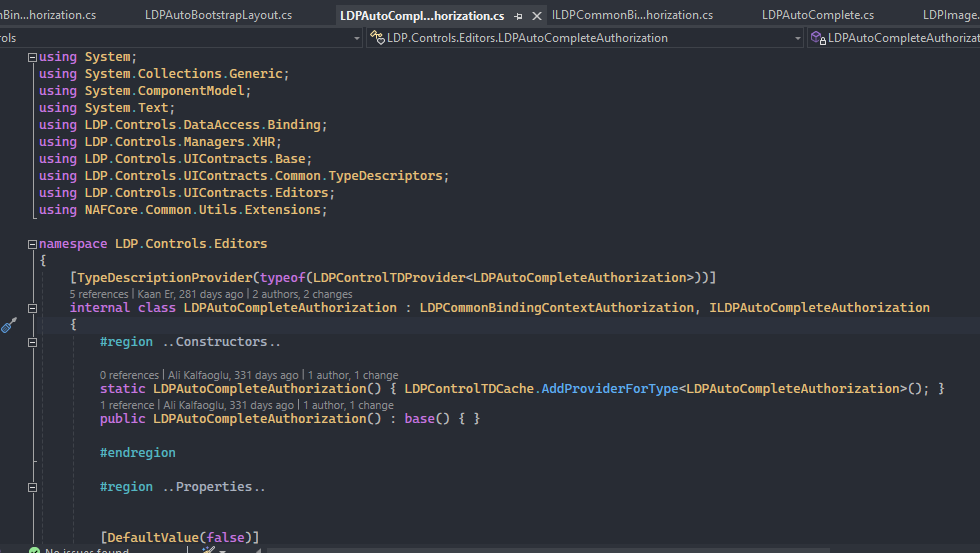 nBin...horization.cs LDPAutoBootstrapLayout.cs LDPAutoCompl...horization.cs ILDPCommonBi...horization.cs LDPAutoComplete.cs LDPImage.
rols LDP.Controls.Editors.LDPAutoCompleteAuthorization LDPAutoCompleteAuthorizat
using System;
using System.Collections.Generic;
using System.ComponentModel;
using System.Text;
using LDP.Controls.DataAccess.Binding;
using LDP.Controls.Managers.XHR;
using LDP.Controls.UIContracts.Base;
using LDP.Controls.UIContracts.Common.TypeDescriptors;
using LDP.Controls.UIContracts.Editors;
using NAFCore.Common.Utils.Extensions;
namespace LDP.Controls.Editors
{
[TypeDescriptionProvider(typeof(LDPControlTDProvider<LDPAutoCompleteAuthorization>))]
5 references | Kaan Er, 281 days ago | 2 authors, 2 changes
internal class LDPAutoCompleteAuthorization : LDPCommonBindingContextAuthorization, ILDPAutoCompleteAuthorization
{
#region ..Constructors..
0 references | Ali Kalfaoglu, 331 days ago | 1 author, 1 change
static LDPAutoCompleteAuthorization() { LDPControlTDCache.AddProviderForType<LDPAutoCompleteAuthorization>(); }
1 reference | Ali Kalfaoglu, 331 days ago | 1 author, 1 change
public LDPAutoCompleteAuthorization() : base() { }
#endregion
#region ..Properties..
[DefaultValue(false)]
No issues found